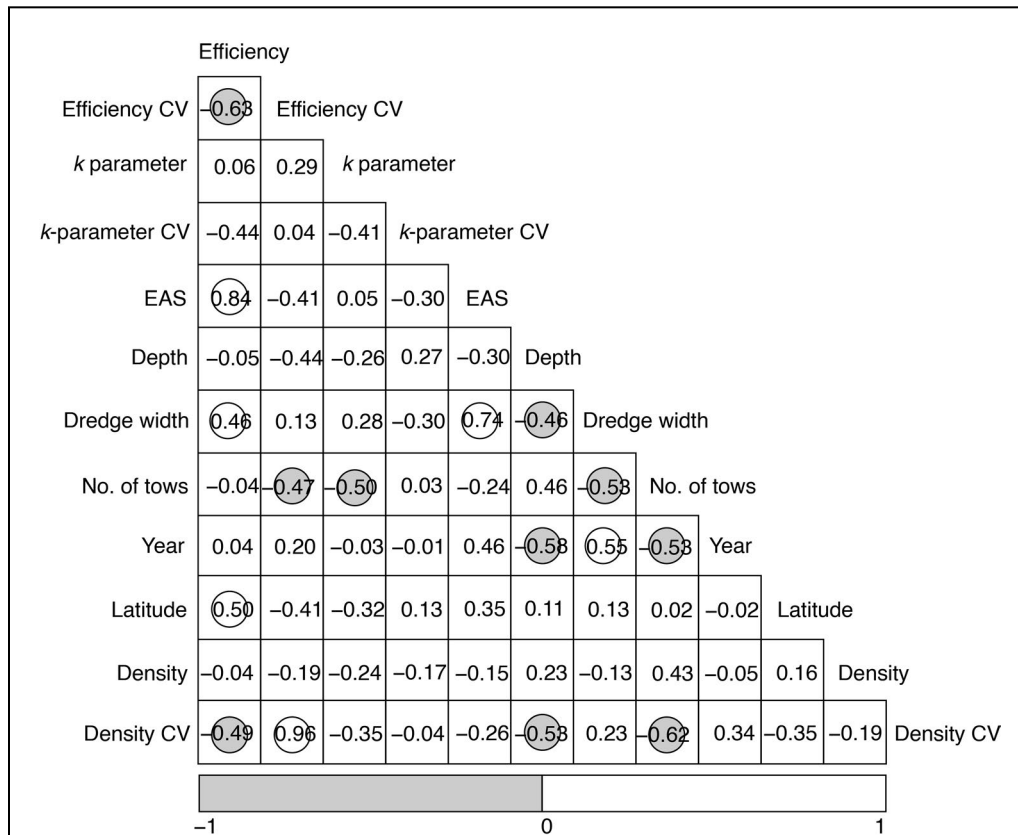 Efficiency
Efficiency CV −0.63 Efficiency CV
k parameter 0.06 0.29 k parameter
k-parameter CV −0.44 0.04 −0.41 k-parameter CV
EAS 0.84 −0.41 0.05 −0.30 EAS
Depth −0.05 −0.44 −0.26 0.27 −0.30 Depth
Dredge width 0.46 0.13 0.28 −0.30 0.74 −0.46 Dredge width
No. of tows −0.04 −0.47 −0.50 0.03 −0.24 0.46 −0.53 No. of tows
Year 0.04 0.20 −0.03 −0.01 0.46 −0.58 0.55 −0.53 Year
Latitude 0.50 −0.41 −0.32 0.13 0.35 0.11 0.13 0.02 −0.02 Latitude
Density −0.04 −0.19 −0.24 −0.17 −0.15 0.23 −0.13 0.43 −0.05 0.16 Density
Density CV −0.49 0.96 −0.35 −0.04 −0.26 −0.53 0.23 −0.62 0.34 −0.35 −0.19 Density CV
−1 0 1